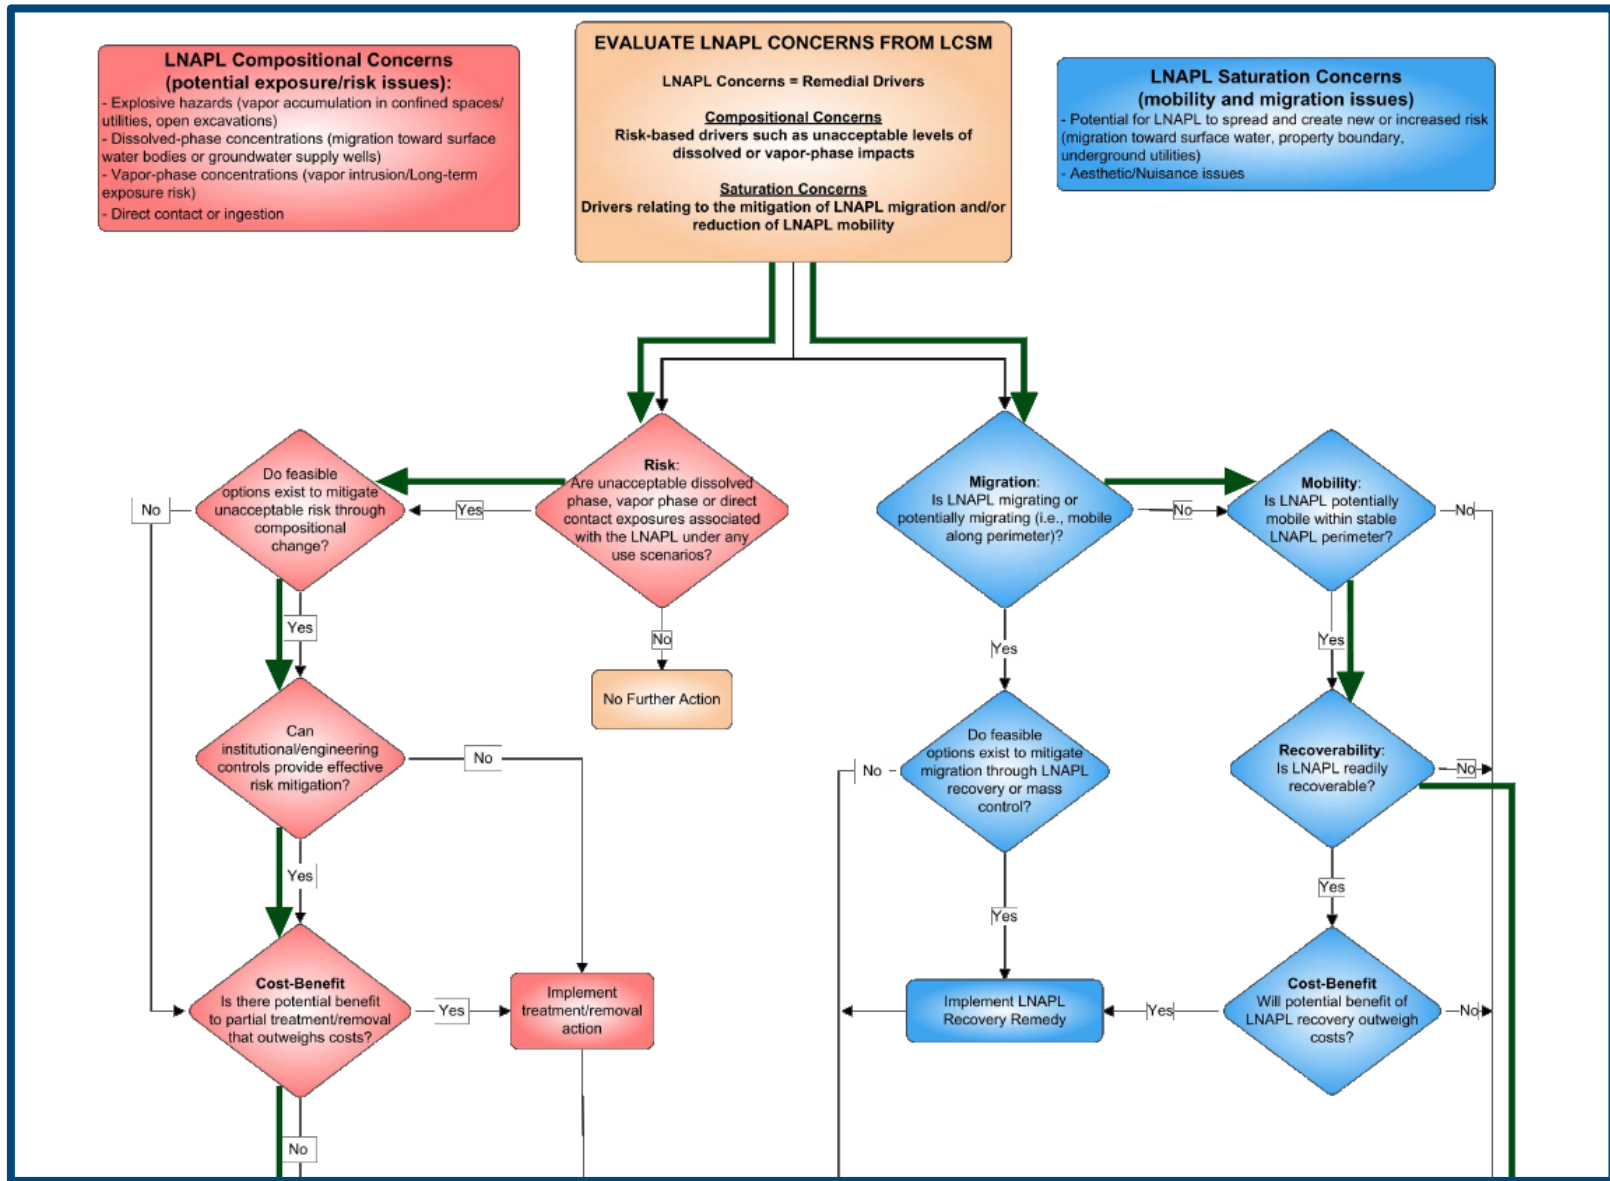 LNAPL Compositional Concerns
(potential exposure/risk issues):
- Explosive hazards (vapor accumulation in confined spaces/
utilities, open excavations)
- Dissolved-phase concentrations (migration toward surface
water bodies or groundwater supply wells)
- Vapor-phase concentrations (vapor intrusion/Long-term
exposure risk)
- Direct contact or ingestion
EVALUATE LNAPL CONCERNS FROM LCSM
LNAPL Concerns = Remedial Drivers
Compositional Concerns
Risk-based drivers such as unacceptable levels of
dissolved or vapor-phase impacts
Saturation Concerns
Drivers relating to the mitigation of LNAPL migration and/or
reduction of LNAPL mobility
LNAPL Saturation Concerns
(mobility and migration issues)
- Potential for LNAPL to spread and create new or increased risk
(migration toward surface water, property boundary,
underground utilities)
- Aesthetic/Nuisance issues
No
Do feasible
options exist to mitigate
unacceptable risk through
compositional
change?
Yes
Risk:
Are unacceptable dissolved
phase, vapor phase or direct
contact exposures associated
with the LNAPL under any
use scenarios?
Migration:
Is LNAPL migrating or
potentially migrating (i.e., mobile
along perimeter)?
No
Mobility:
Is LNAPL potentially
mobile within stable
LNAPL perimeter?
No
Yes
No
Yes
Yes
No Further Action
Can
institutional/engineering
controls provide effective
risk mitigation?
No
No
Do feasible
options exist to mitigate
migration through LNAPL
recovery or mass
control?
Recoverability:
Is LNAPL readily
recoverable?
No
Yes
Yes
Yes
Cost-Benefit
Is there potential benefit
to partial treatment/removal
that outweighs costs?
Yes
Implement
treatment/removal
action
Implement LNAPL
Recovery Remedy
Yes
Cost-Benefit
Will potential benefit of
LNAPL recovery outweigh
costs?
No
No